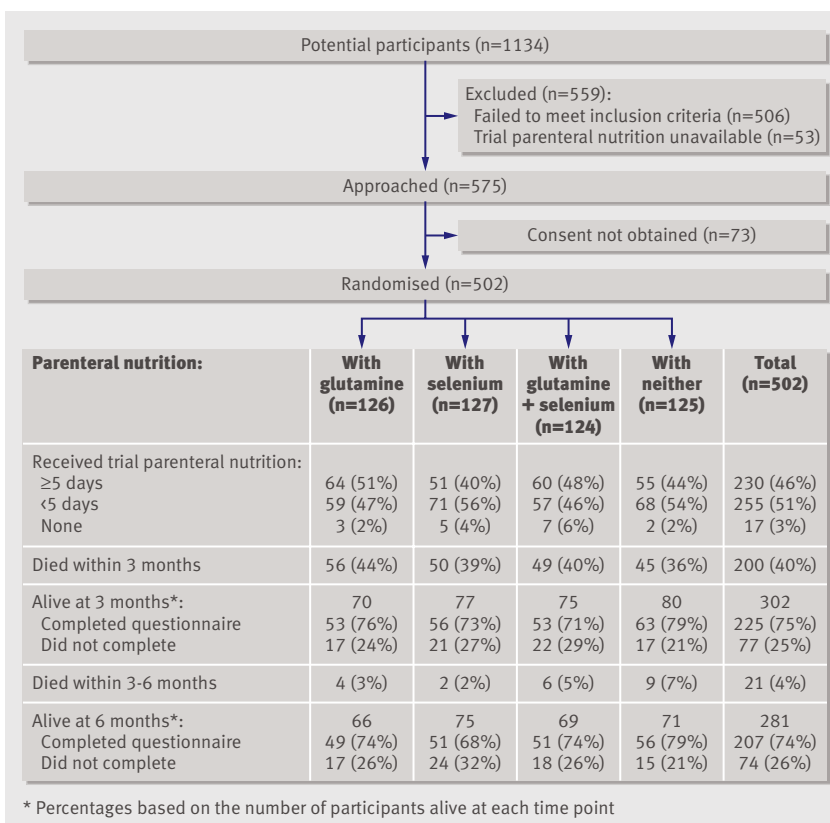 Potential participants (n=1134)
Excluded (n=559):
Failed to meet inclusion criteria (n=506)
Trial parenteral nutrition unavailable (n=53)
Approached (n=575)
Consent not obtained (n=73)
Randomised (n=502)
Parenteral nutrition: With glutamine (n=126) With selenium (n=127) With glutamine + selenium (n=124) With neither (n=125) Total (n=502)
Received trial parenteral nutrition:
≥5 days 64 (51%) 51 (40%) 60 (48%) 55 (44%) 230 (46%)
<5 days 59 (47%) 71 (56%) 57 (46%) 68 (54%) 255 (51%)
None 3 (2%) 5 (4%) 7 (6%) 2 (2%) 17 (3%)
Died within 3 months 56 (44%) 50 (39%) 49 (40%) 45 (36%) 200 (40%)
Alive at 3 months*: 70 77 75 80 302
Completed questionnaire 53 (76%) 56 (73%) 53 (71%) 63 (79%) 225 (75%)
Did not complete 17 (24%) 21 (27%) 22 (29%) 17 (21%) 77 (25%)
Died within 3-6 months 4 (3%) 2 (2%) 6 (5%) 9 (7%) 21 (4%)
Alive at 6 months*: 66 75 69 71 281
Completed questionnaire 49 (74%) 51 (68%) 51 (74%) 56 (79%) 207 (74%)
Did not complete 17 (26%) 24 (32%) 18 (26%) 15 (21%) 74 (26%)
* Percentages based on the number of participants alive at each time point